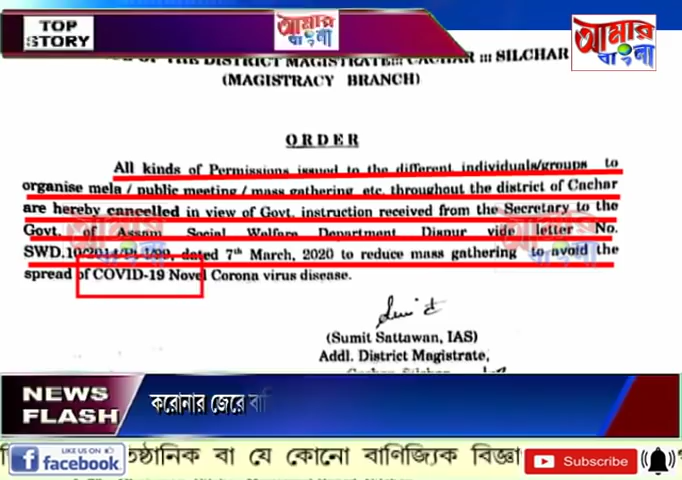 TOP
STORY
আমার
বাংলা
আমার
বাংলা
OF THE DISTRICT MAGISTRATE::: CACHAR ::: SILCHAR
(MAGISTRACY BRANCH)
ORDER
All kinds of Permissions issued to the different individuals/groups to
organise mela / public meeting / mass gathering etc. throughout the district of Cachar
are hereby cancelled in view of Govt. instruction received from the Secretary to the
Govt. of Assam Social Welfare Department Dispur vide letter No.
dated 7th March, 2020 to reduce mass gathering to avoid the
spread of COVID-19 Novel Corona virus disease.
(Sumit Sattawan, IAS)
Addl. District Magistrate,
Cachar, Silchar
NEWS
FLASH
করোনার জেরে
LIKE US ON
facebook
বা যে কোনো বাণিজ্যিক
Subscribe